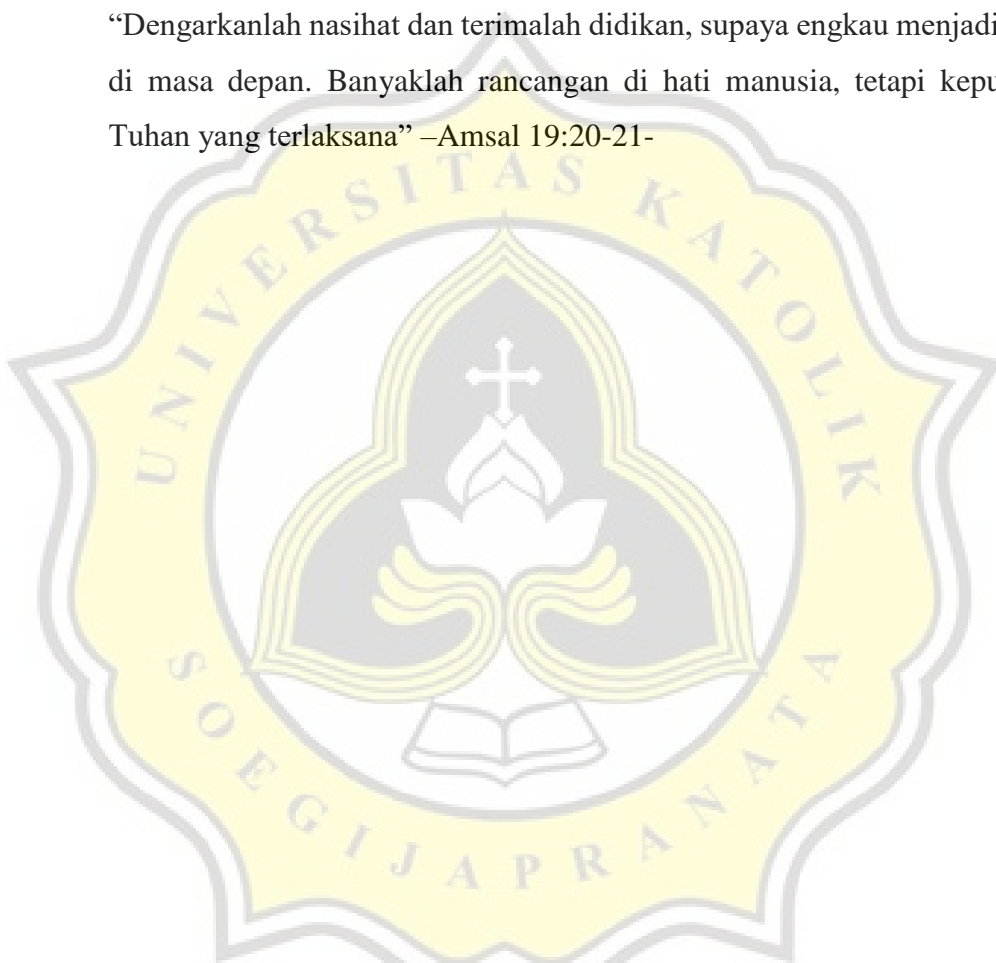 “Dengarkanlah nasihat dan terimalah didikan, supaya engkau menjadi
di masa depan. Banyaklah rancangan di hati manusia, tetapi kepu
Tuhan yang terlaksana” –Amsal 19:20-21-
UNIVERSITAS KATOLIK
SOEGIJAPRANATA